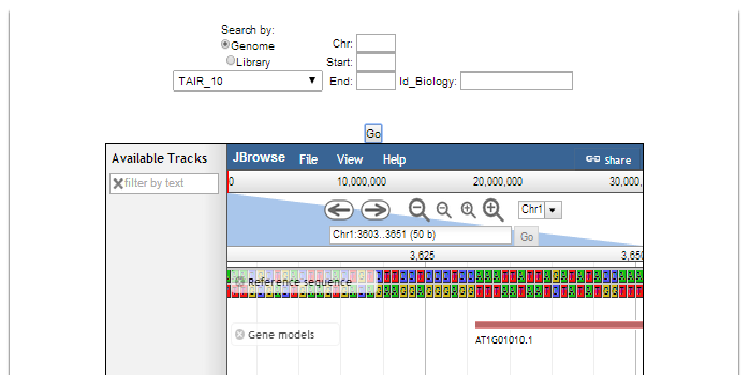 Search by:
Genome
Chr:
Library
Start:
TAIR_10
End:
Id_Biology:
Go
Available Tracks
JBrowse File View Help
Share
filter by text
0 10,000,000 20,000,000 30,000,
Chr1
Chr1:3603..3651 (50 b)
Go
3,625
Reference sequence
Gene models
AT1G01010.1